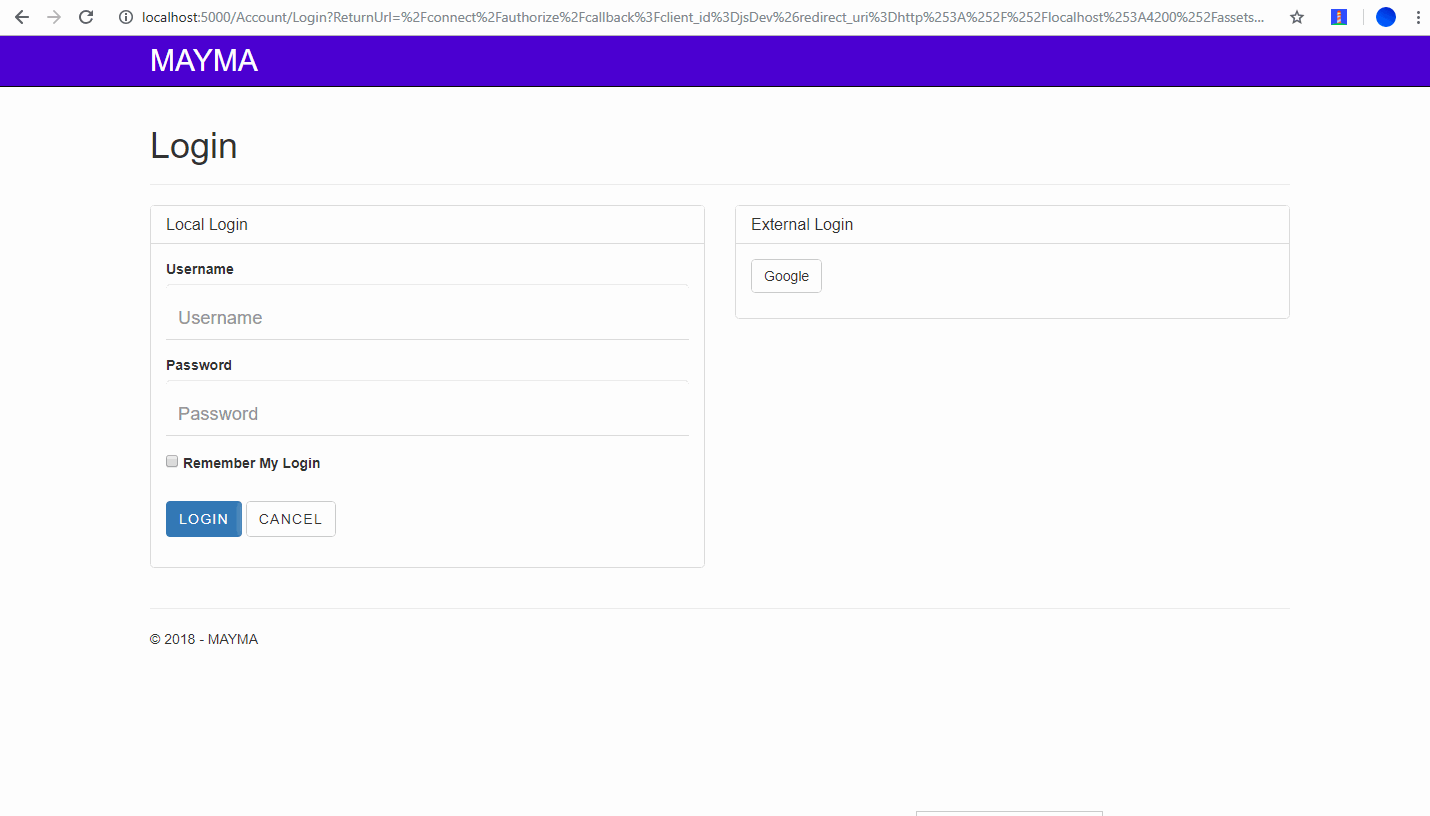 localhost:5000/Account/Login?ReturnUrl=%2Fconnect%2Fauthorize%2Fcallback%3Fclient_id%3DjsDev%26redirect_uri%3Dhttp%253A%252F%252Flocalhost%253A4200%252Fassets...
MAYMA
Login
Local Login
Username
Username
Password
Password
Remember My Login
LOGIN CANCEL
External Login
Google
© 2018 - MAYMA